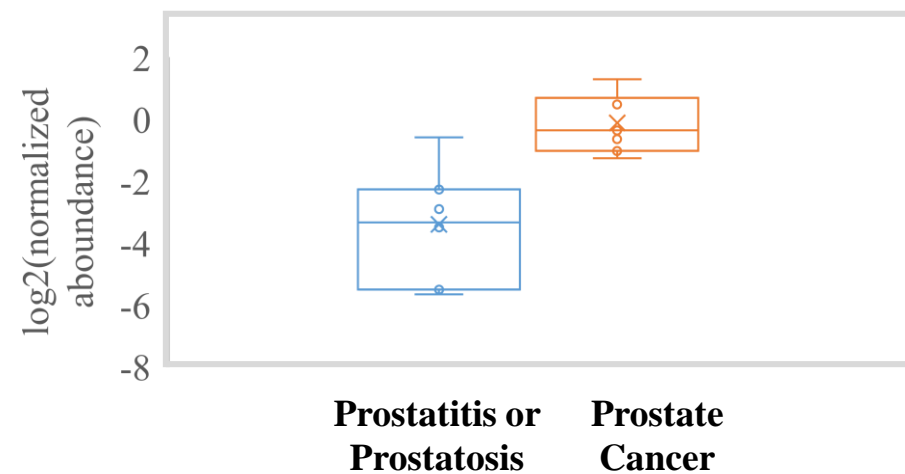 log2(normalized
aboundance)
2
0
-2
-4
-6
-8
Prostatitis or
Prostatosis
Prostate
Cancer